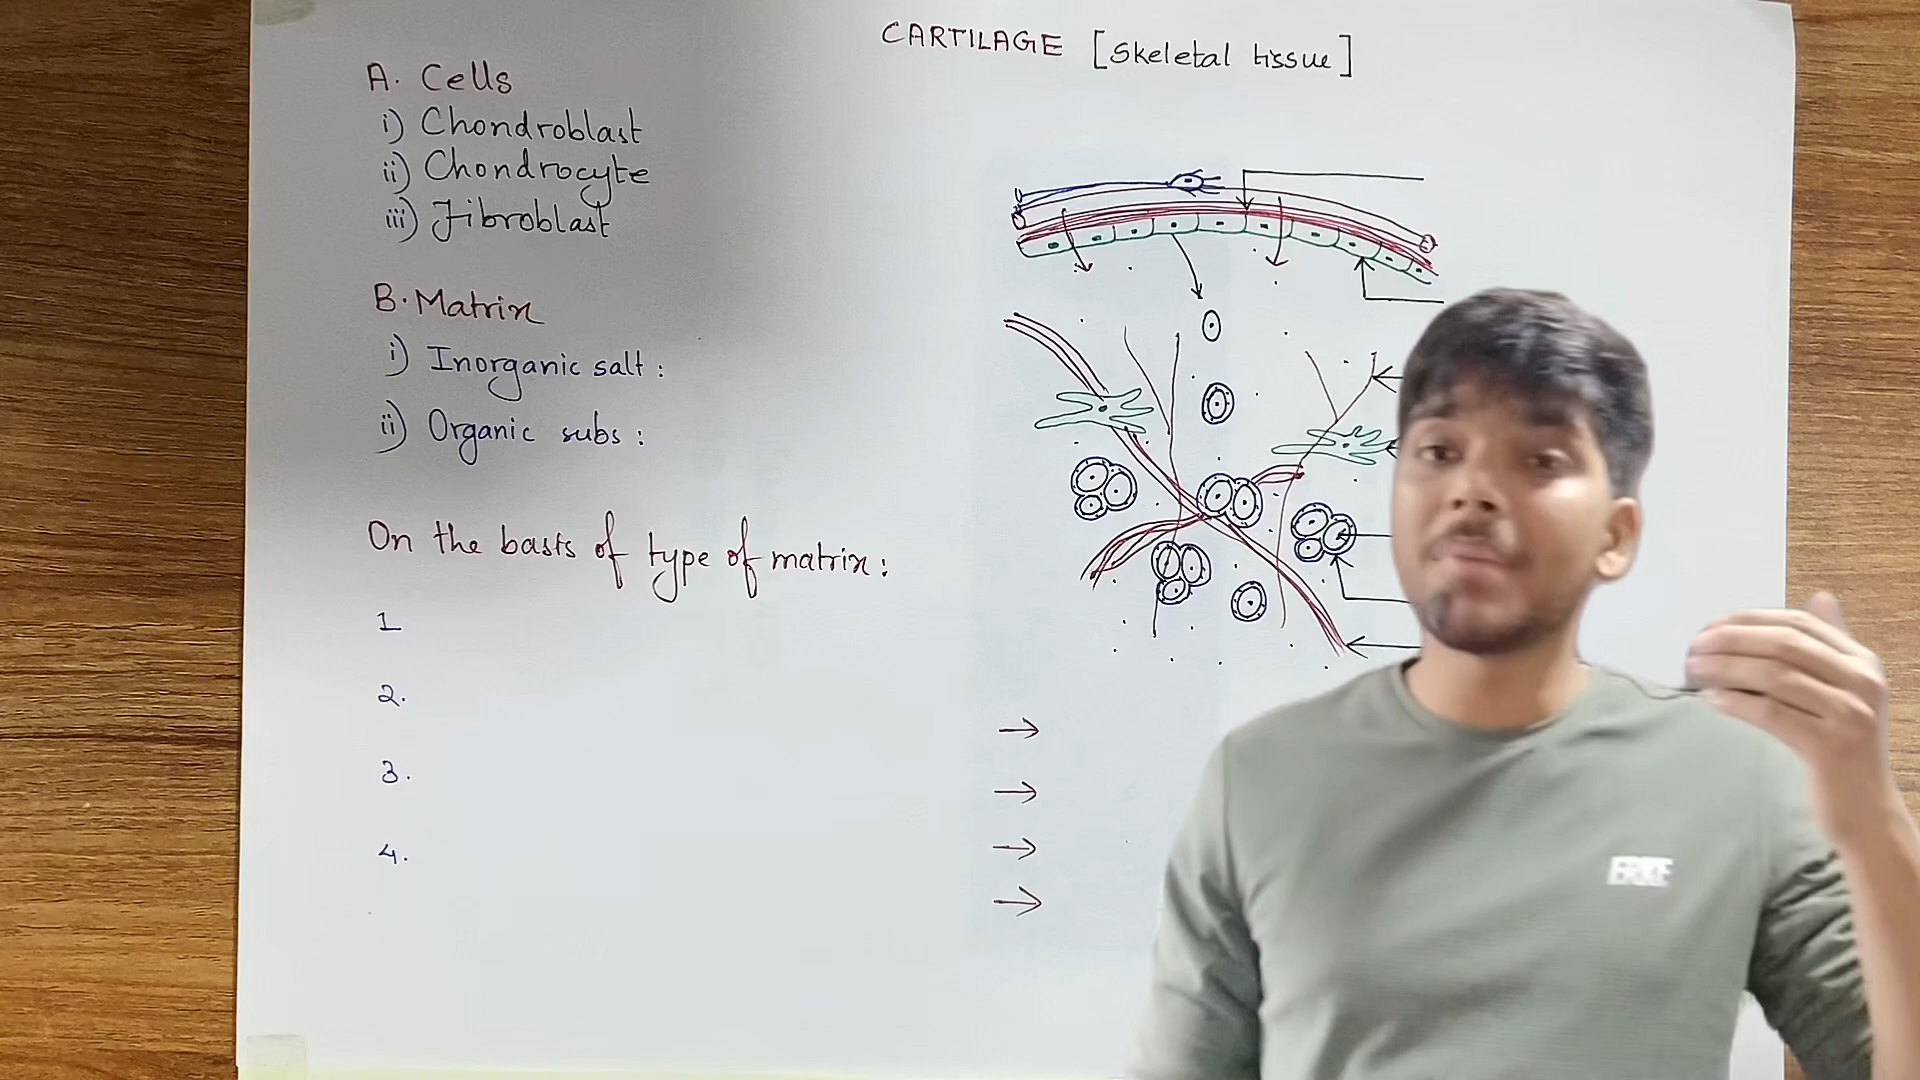 CARTILAGE [Skeletal tissue]
A. Cells
i) Chondroblast
ii) Chondrocyte
iii) Fibroblast
B. Matrix
i) Inorganic salt :
ii) Organic subs :
On the basis of type of matrix :
1
2.
3.
4.